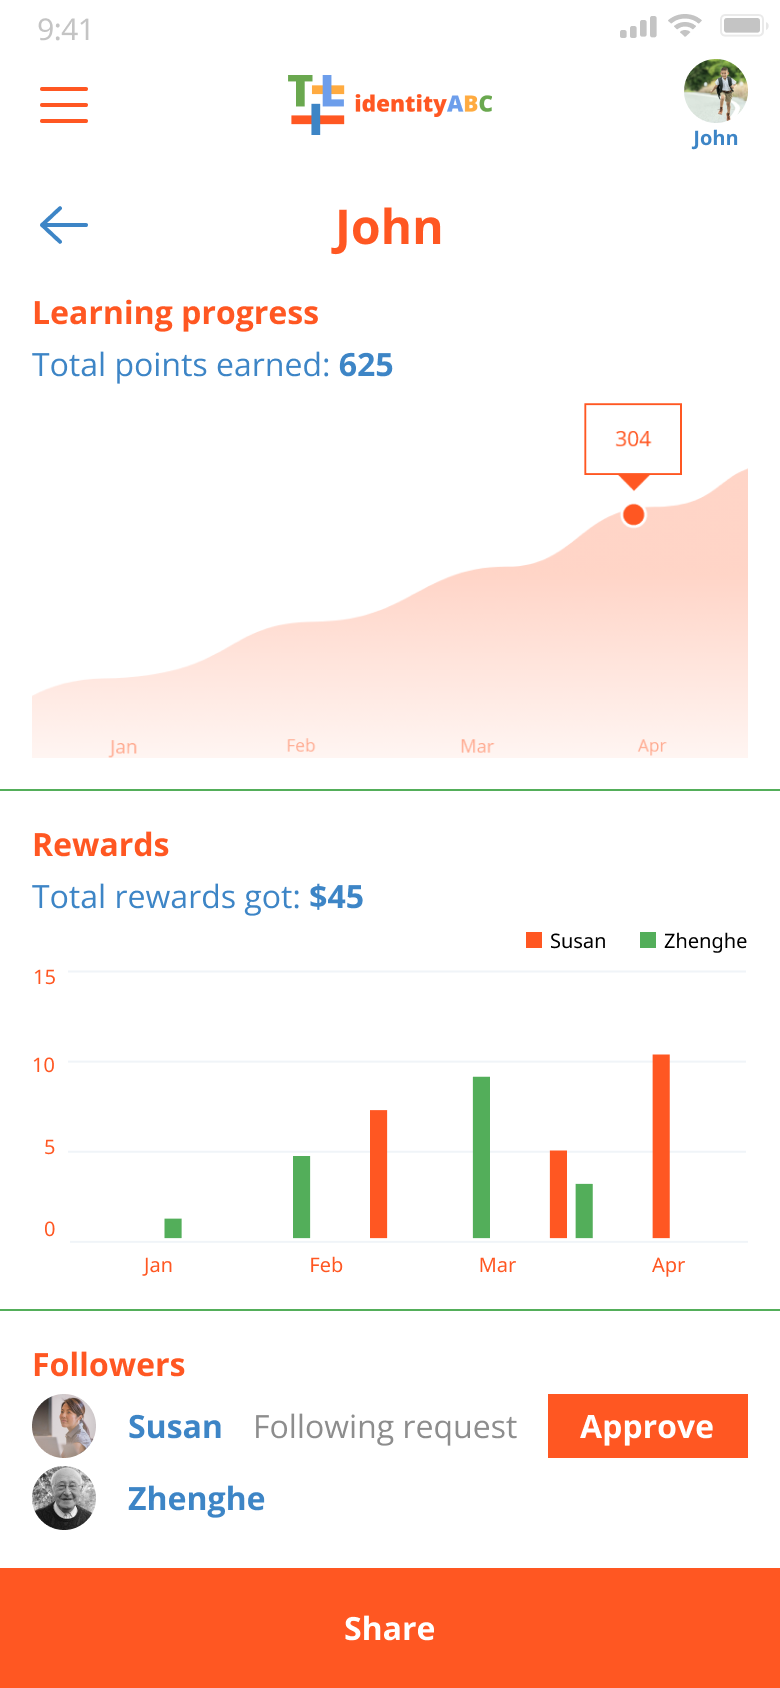 9:41
identityABC
John
John
Learning progress
Total points earned: 625
304
Jan Feb Mar Apr
Rewards
Total rewards got: $45
Susan Zhenghe
15
10
5
0
Jan Feb Mar Apr
Followers
Susan Following request Approve
Zhenghe
Share